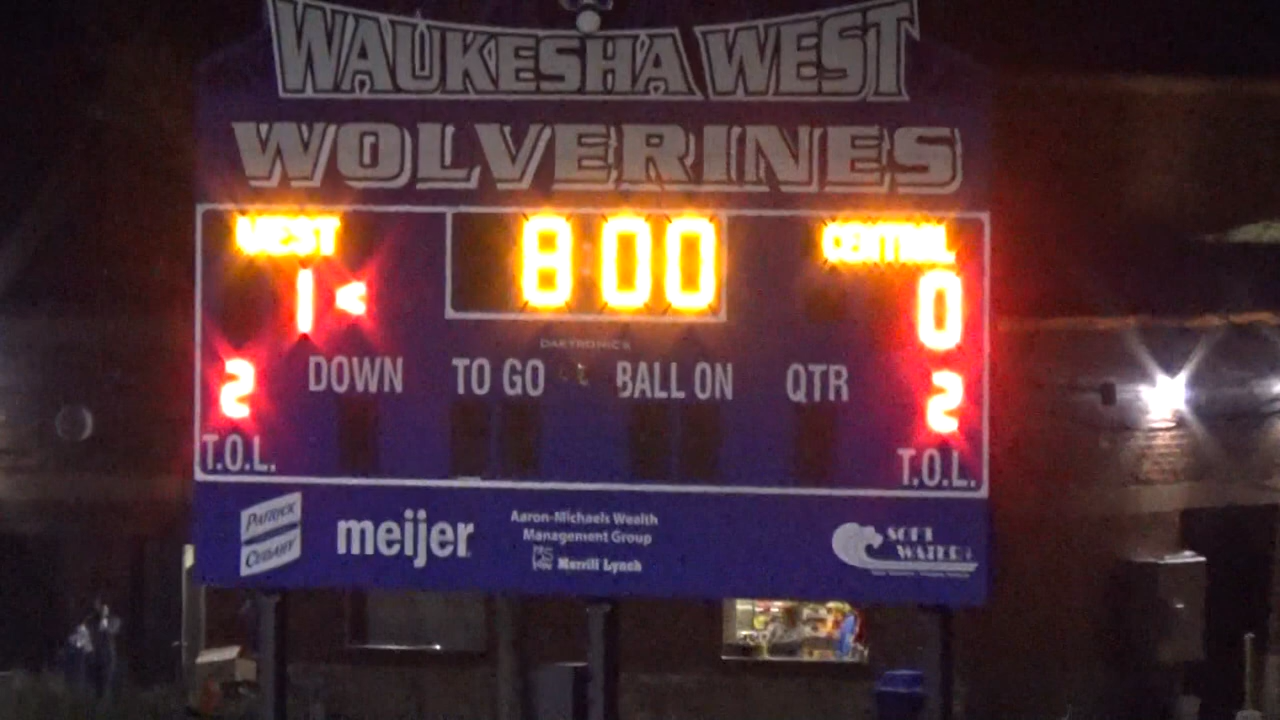 WAUKESHA WEST
WOLVERINES
WEST 8:00 CENTRAL
1 < 0
DAKTRONICS
2 DOWN TO GO BALL ON QTR 2
T.O.L. T.O.L.
PATRICK
CUDAHY
meijer
Aaron-Michaels Wealth
Management Group
Merrill Lynch
SOFT
WATER